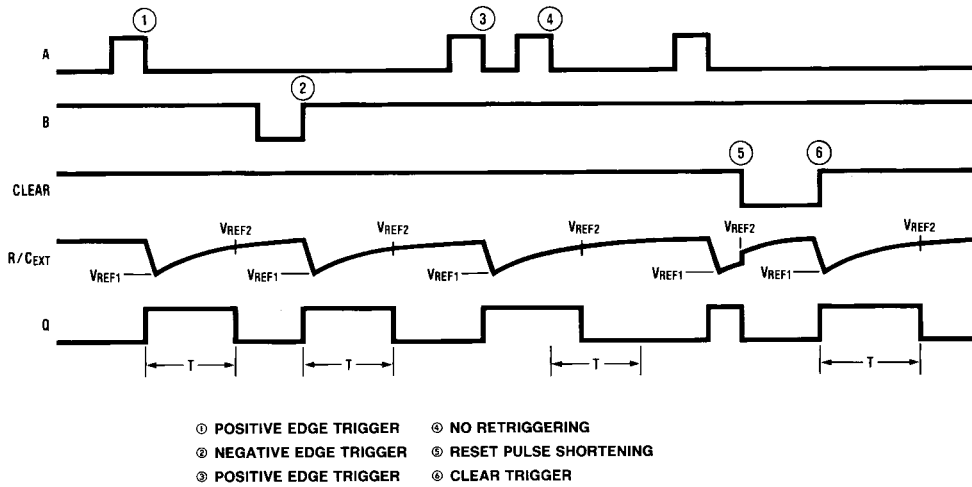 ① ③ ④
A
②
B
⑤ ⑥
CLEAR
VREF2 VREF2 VREF2 VREF2 VREF2
R/CEXT
VREF1 VREF1 VREF1 VREF1 VREF1
Q
T T T T
① POSITIVE EDGE TRIGGER ④ NO RETRIGGERING
② NEGATIVE EDGE TRIGGER ⑤ RESET PULSE SHORTENING
③ POSITIVE EDGE TRIGGER ⑥ CLEAR TRIGGER